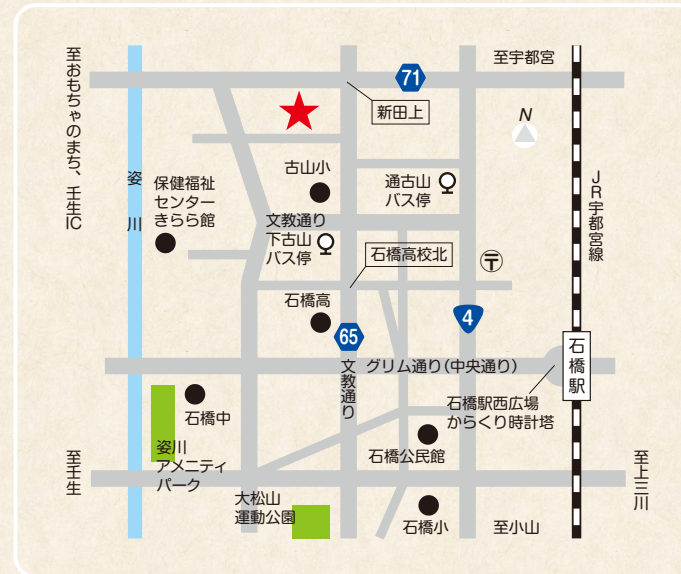 至おもちゃのまち、壬生IC
71
至宇都宮
新田上
N
古山小
通古山
バス停
姿川
保健福祉
センター
きらら館
JR宇都宮線
文教通り
下古山
バス停
石橋高校北
〒
石橋高
4
65
石橋駅
グリム通り（中央通り）
文教通り
石橋中
石橋駅西広場
からくり時計塔
姿川
アメニティ
パーク
石橋公民館
至壬生
至上三川
大松山
運動公園
石橋小
至小山